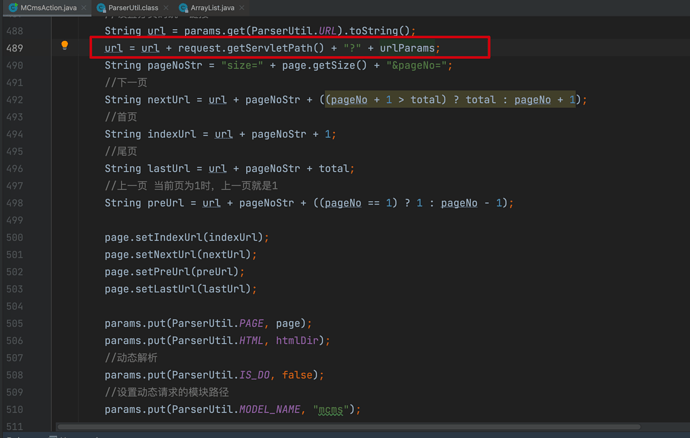 MCmsAction.java ParserUtil.class ArrayList.java
488 String url = params.get(ParserUtil.URL).toString();
489 url = url + request.getServletPath() + "?" + urlParams;
490 String pageNoStr = "size=" + page.getSize() + "&pageNo=";
491 //下一页
492 String nextUrl = url + pageNoStr + ((pageNo + 1 > total) ? total : pageNo + 1);
493 //首页
494 String indexUrl = url + pageNoStr + 1;
495 //尾页
496 String lastUrl = url + pageNoStr + total;
497 //上一页 当前页为1时，上一页就是1
498 String preUrl = url + pageNoStr + ((pageNo == 1) ? 1 : pageNo - 1);
499
500 page.setIndexUrl(indexUrl);
501 page.setNextUrl(nextUrl);
502 page.setPreUrl(preUrl);
503 page.setLastUrl(lastUrl);
504
505 params.put(ParserUtil.PAGE, page);
506 params.put(ParserUtil.HTML, htmlDir);
507 //动态解析
508 params.put(ParserUtil.IS_DO, false);
509 //设置动态请求的模块路径
510 params.put(ParserUtil.MODEL_NAME, "mcms");
511